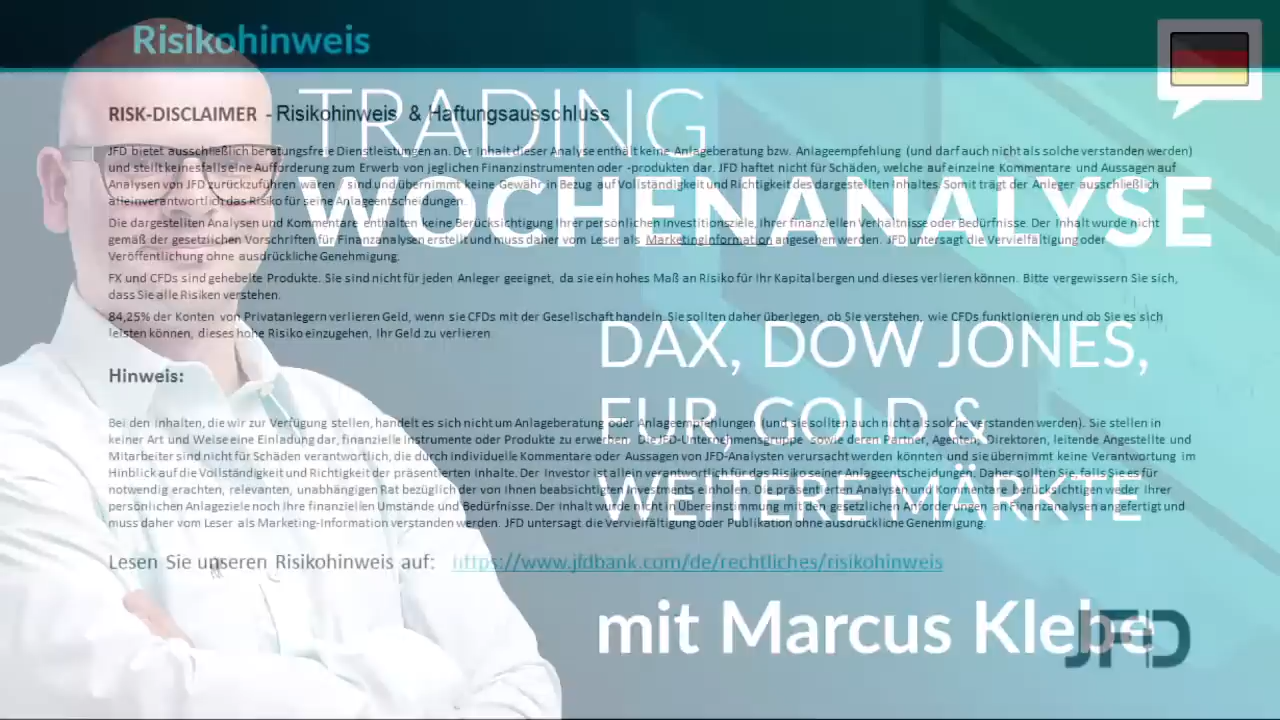 Risikohinweis
TRADING
RISK-DISCLAIMER - Risikohinweis & Haftungsausschluss
JFD bietet ausschließlich beratungsfreie Dienstleistungen an. Der Inhalt dieser Analyse enthält keine Anlageberatung bzw. Anlageempfehlung (und darf auch nicht als solche verstanden werden)
und stellt keinesfalls eine Aufforderung zum Erwerb von jeglichen Finanzinstrumenten oder -produkten dar. JFD haftet nicht für Schäden, welche auf einzelne Kommentare und Aussagen auf
Analysen von JFD zurückzuführen wären und übernimmt keine Gewähr in Bezug auf Vollständigkeit und Richtigkeit des dargestellten Inhaltes. Somit trägt der Anleger ausschließlich
alleinverantwortlich das Risiko für seine Anlageentscheidungen.
WOCHENANALYSE
Die dargestellten Analysen und Kommentare enthalten keine Berücksichtigung Ihrer persönlichen Investitionsziele, Ihrer finanziellen Verhältnisse oder Bedürfnisse. Der Inhalt wurde nicht
gemäß der gesetzlichen Vorschriften für Finanzanalysen erstellt und muss daher vom Leser als Marketinginformation angesehen werden. JFD untersagt die Vervielfältigung oder
Veröffentlichung ohne ausdrückliche Genehmigung.
FX und CFDs sind gehebelte Produkte. Sie sind nicht für jeden Anleger geeignet, da sie ein hohes Maß an Risiko für Ihr Kapital bergen und dieses verlieren können. Bitte vergewissern Sie sich,
dass Sie alle Risiken verstehen.
84,25% der Konten von Privatanlegern verlieren Geld, wenn sie CFDs mit der Gesellschaft handeln. Sie sollten daher überlegen, ob Sie verstehen, wie CFDs funktionieren und ob Sie es sich
leisten können, dieses hohe Risiko einzugehen, Ihr Geld zu verlieren
DAX, DOW JONES,
Hinweis:
EUR, GOLD &
Bei den Inhalten, die wir zur Verfügung stellen, handelt es sich nicht um Anlageberatung oder Anlageempfehlungen (und sie sollten auch nicht als solche verstanden werden). Sie stellen in
keiner Art und Weise eine Einladung dar, finanzielle Instrumente oder Produkte zu erwerben. Die JFD-Unternehmensgruppe sowie deren Partner, Agenten, Direktoren, leitende Angestellte und
Mitarbeiter sind nicht für Schäden verantwortlich, die durch individuelle Kommentare oder Aussagen von JFD-Analysten verursacht werden könnten und sie übernimmt keine Verantwortung im
Hinblick auf die Vollständigkeit und Richtigkeit der präsentierten Inhalte. Der Investor ist allein verantwortlich für das Risiko seiner Anlageentscheidungen. Daher sollten Sie, falls Sie es für
notwendig erachten, relevanten, unabhängigen Rat bezüglich der von Ihnen beabsichtigten Investments einholen. Die präsentierten Analysen und Kommentare berücksichtigen weder Ihrer
persönlichen Anlageziele noch Ihre finanziellen Umstände und Bedürfnisse. Der Inhalt wurde nicht in Übereinstimmung mit den gesetzlichen Anforderungen an Finanzanalysen angefertigt und
muss daher vom Leser als Marketing-Information verstanden werden. JFD untersagt die Vervielfältigung oder Publikation ohne ausdrückliche Genehmigung.
WEITERE MÄRKTE
Lesen Sie unseren Risikohinweis auf: https://www.jfdbank.com/de/rechtliches/risikohinweis
mit Marcus Klebe
JFD